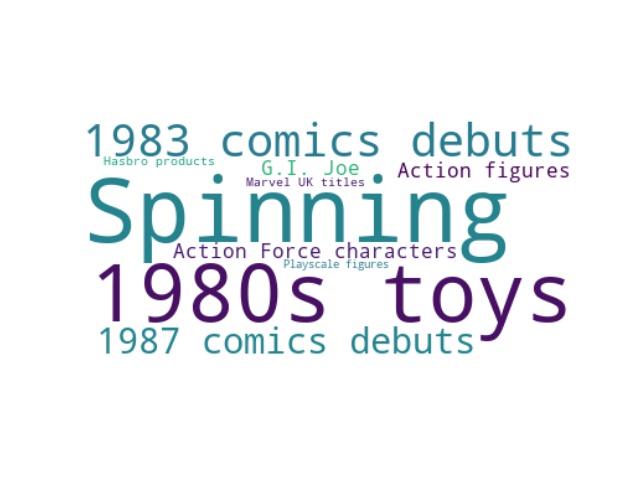 1983 comics debuts
Hasbro products
G.I. Joe
Action figures
Marvel UK titles
Spinning
Action Force characters
Playscale figures
1980s toys
1987 comics debuts